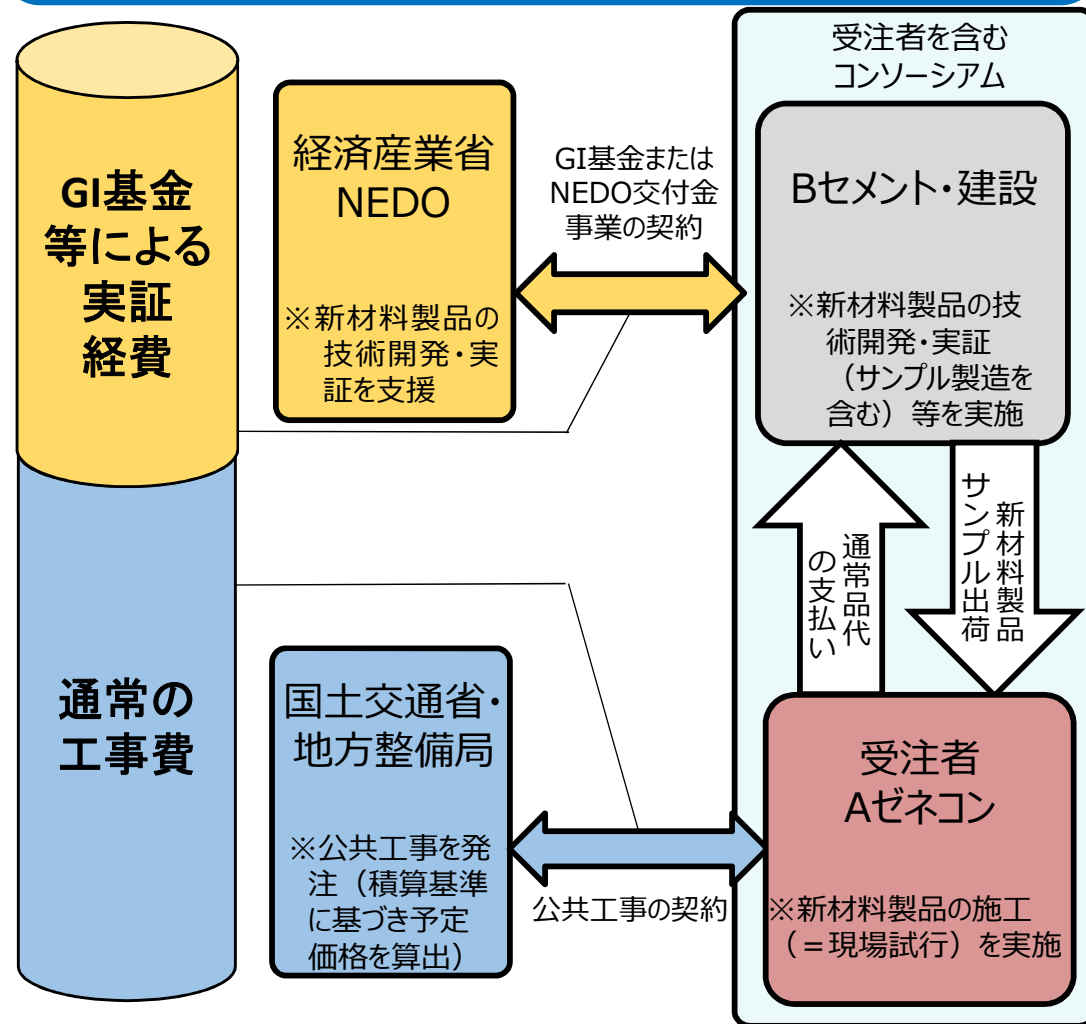 GI基金
等による
実証
経費
通常の
工事費
経済産業省
NEDO
※新材料製品の
技術開発・実
証を支援
GI基金または
NEDO交付金
事業の契約
国土交通省・
地方整備局
※公共工事を発
注（積算基準
に基づき予定
価格を算出）
公共工事の契約
受注者を含む
コンソーシアム
Bセメント・建設
※新材料製品の技
術開発・実証
（サンプル製造を
含む）等を実施
通常品代
の支払い
新材料製品
サンプル出荷
受注者
Aゼネコン
※新材料製品の施工
（＝現場試行）を実施